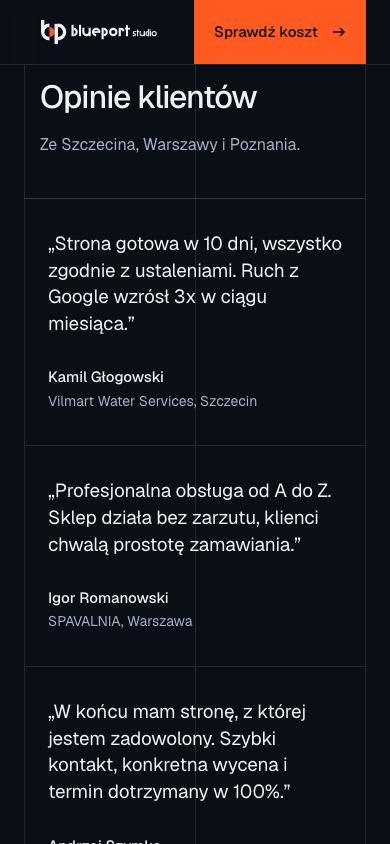 blueport studio
Sprawdź koszt →
Opinie klientów
Ze Szczecina, Warszawy i Poznania.
„Strona gotowa w 10 dni, wszystko
zgodnie z ustaleniami. Ruch z
Google wzrósł 3x w ciągu
miesiąca.”
Kamil Głogowski
Vilmart Water Services, Szczecin
„Profesjonalna obsługa od A do Z.
Sklep działa bez zarzutu, klienci
chwalą prostotę zamawiania.”
Igor Romanowski
SPAVALNIA, Warszawa
„W końcu mam stronę, z której
jestem zadowolony. Szybki
kontakt, konkretna wycena i
termin dotrzymany w 100%.”